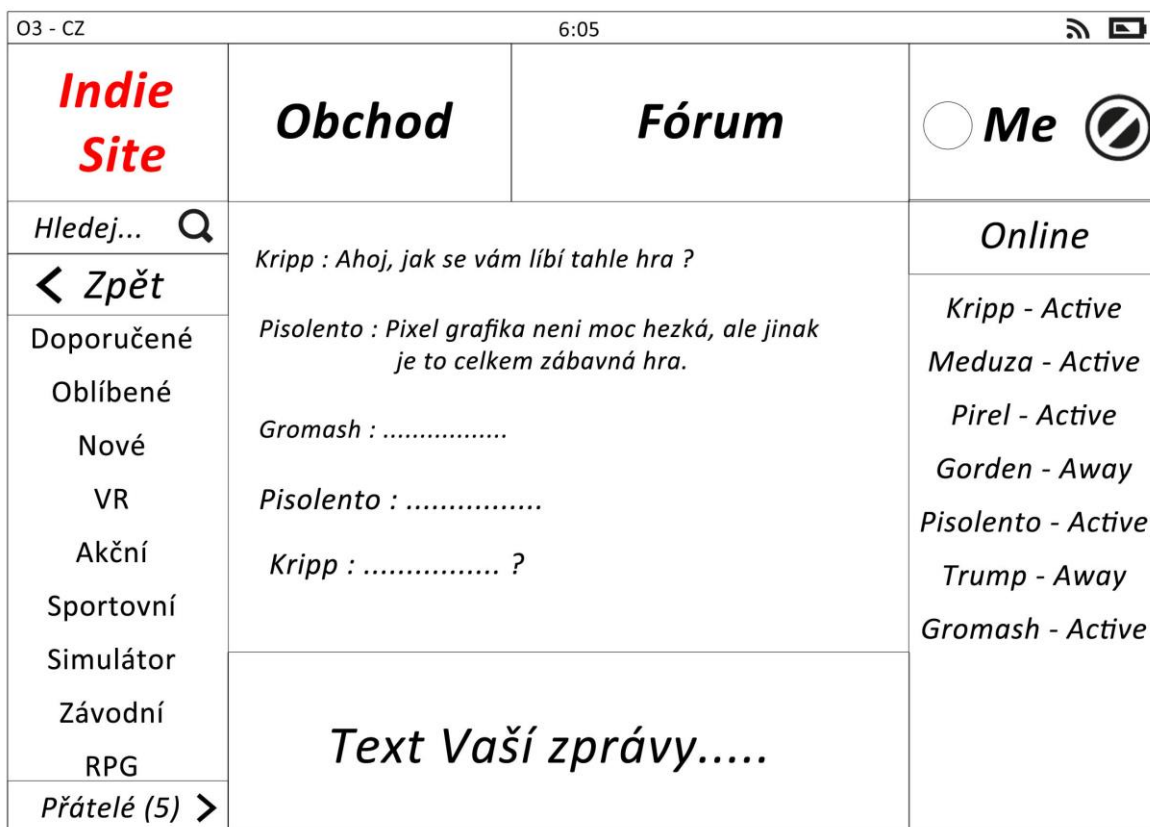 O3 - CZ
6:05
Indie
Site
Obchod
Fórum
Me
Hledej...
Zpět
Doporučené
Oblíbené
Nové
VR
Akční
Sportovní
Simulátor
Závodní
RPG
Přátelé (5)
Kripp : Ahoj, jak se vám líbí tahle hra ?
Pisolento : Pixel grafika neni moc hezká, ale jinak
je to celkem zábavná hra.
Gromash : .................
Pisolento : ................
Kripp : ................ ?
Text Vaší zprávy.....
Online
Kripp - Active
Meduza - Active
Pirel - Active
Gorden - Away
Pisolento - Active
Trump - Away
Gromash - Active